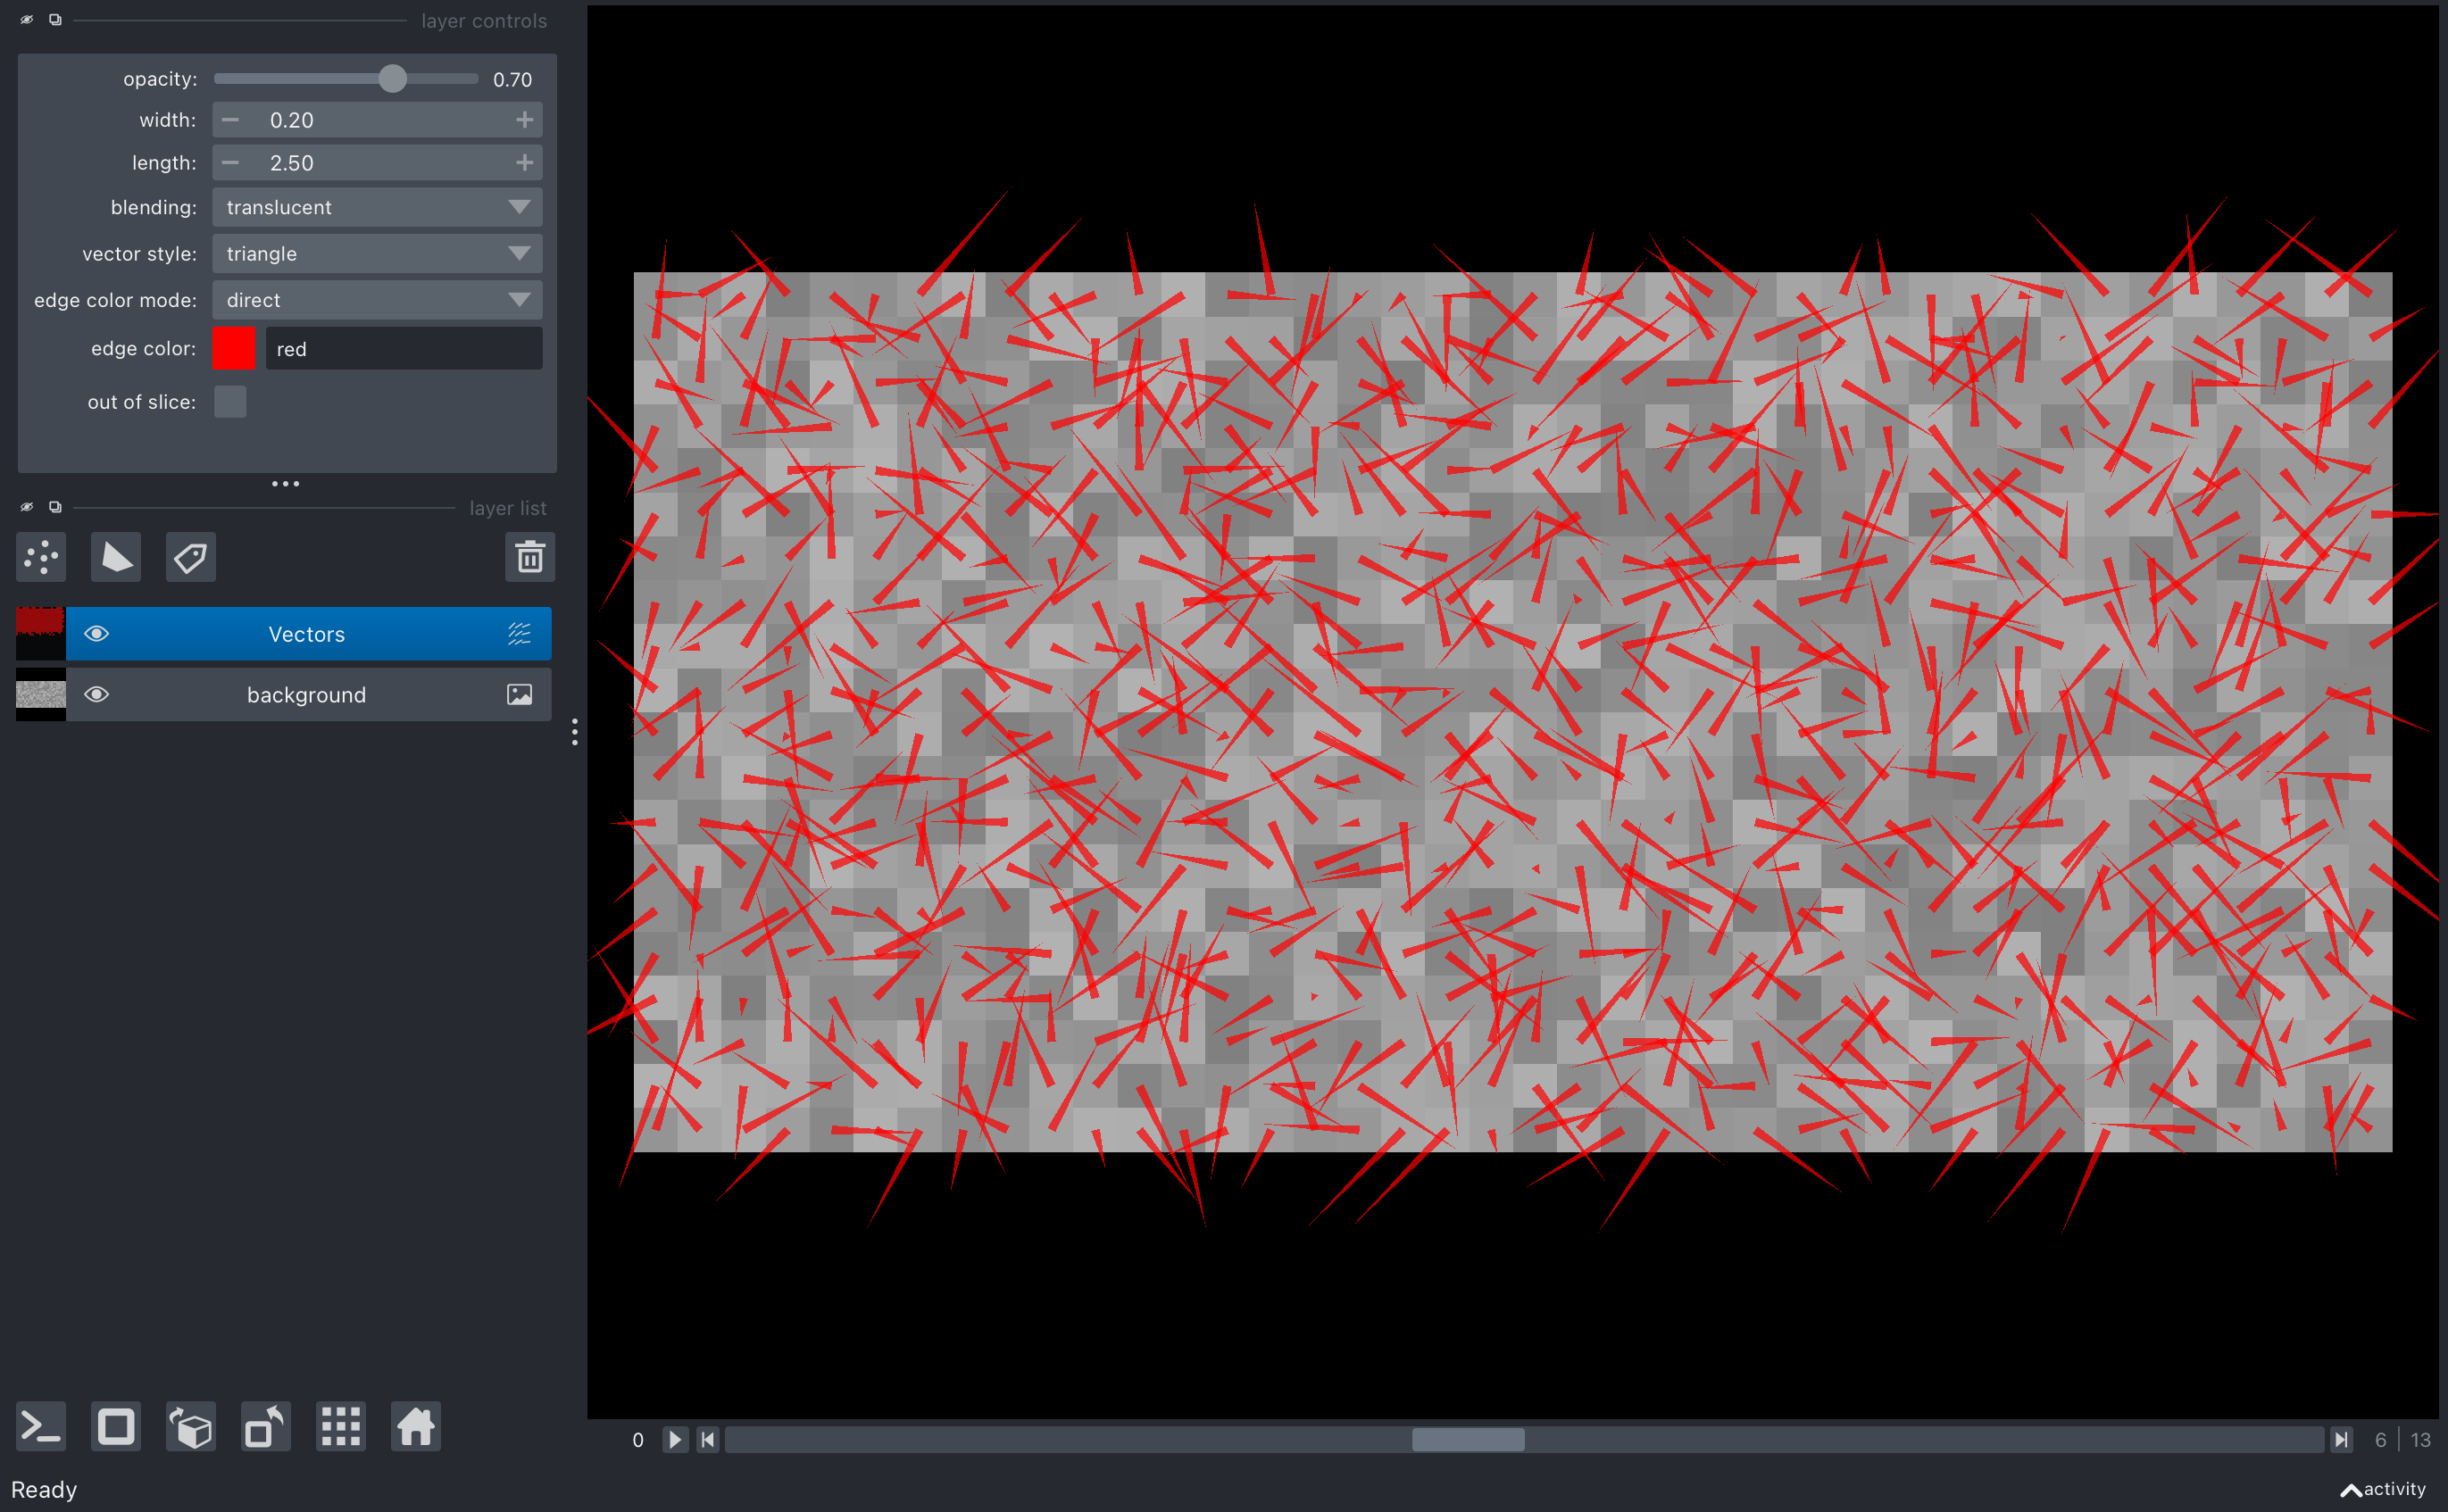 layer controls
opacity: 0.70
width: 0.20
length: 2.50
blending: translucent
vector style: triangle
edge color mode: direct
edge color: red
out of slice:
layer list
Vectors
background
0 6 13
Ready
activity